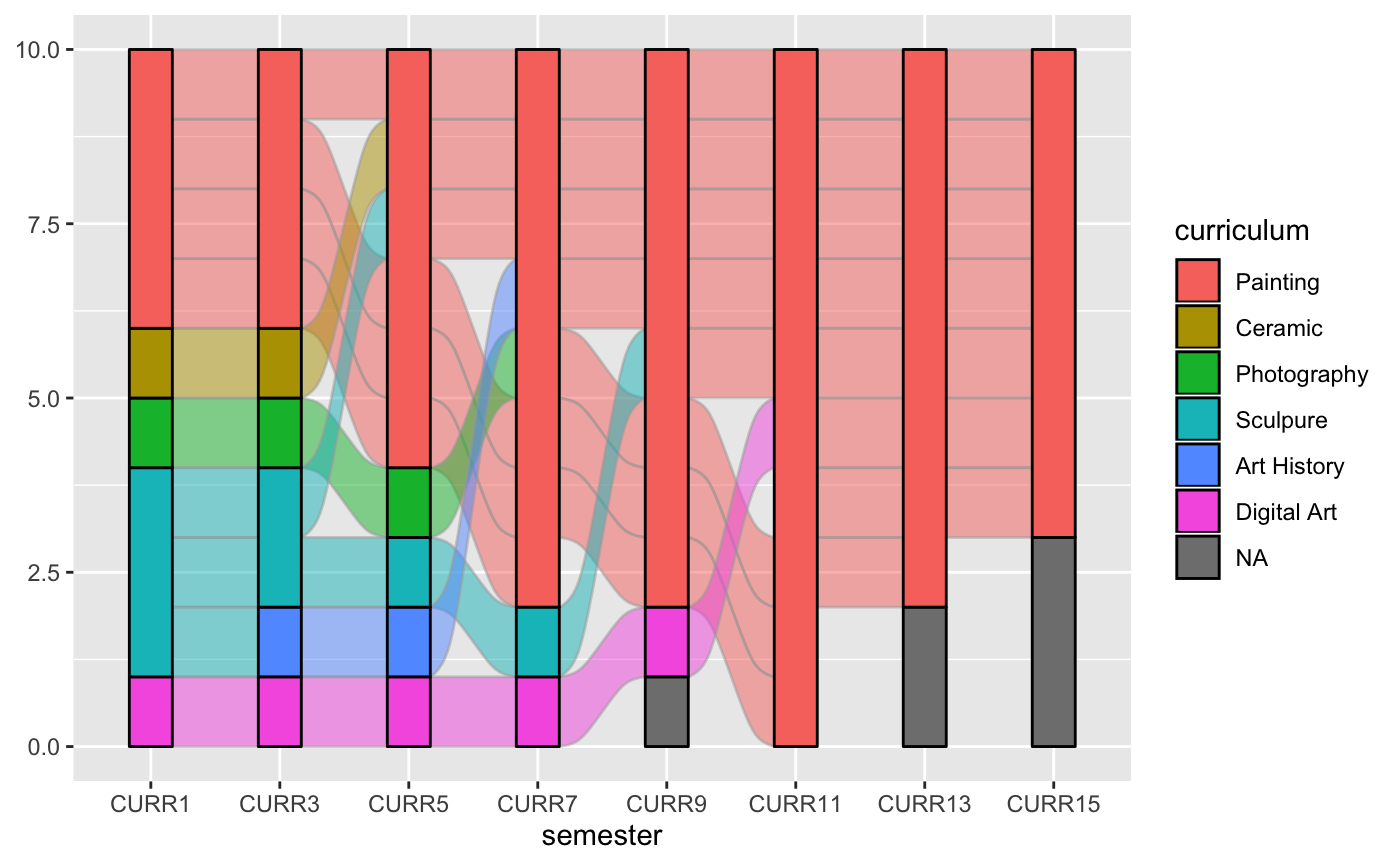 10.0
7.5
5.0
2.5
0.0
CURR1 CURR3 CURR5 CURR7 CURR9 CURR11 CURR13 CURR15
semester
curriculum
Painting
Ceramic
Photography
Sculpure
Art History
Digital Art
NA